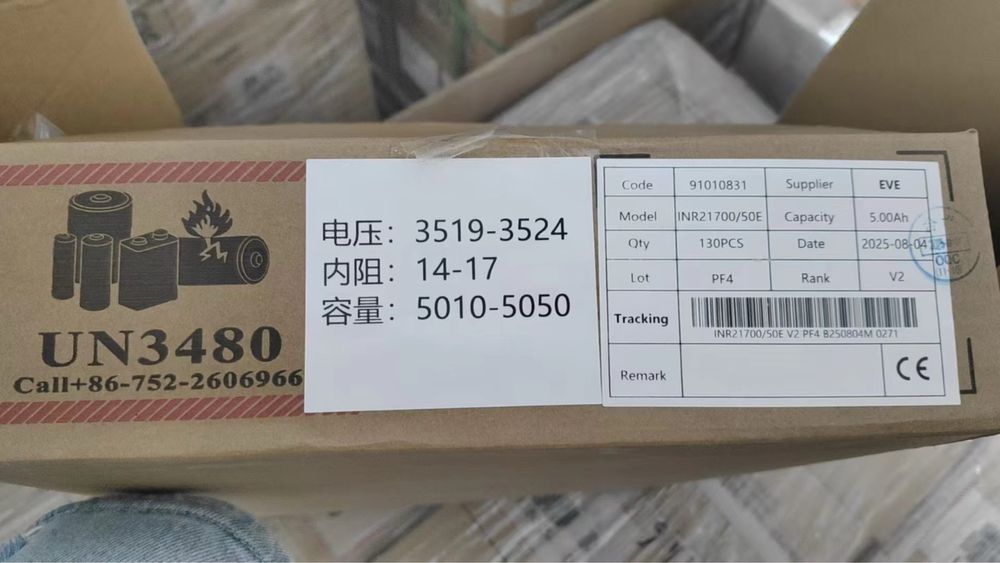 UN3480
Call+86-752-2606966
电压：3519-3524
内阻：14-17
容量：5010-5050
Code 91010831 Supplier EVE
Model INR21700/50E Capacity 5.00Ah
Qty 130PCS Date 2025-08-04
Lot PF4 Rank V2
Tracking
INR21700/50E V2 PF4 B250804M 0271
Remark CE
OQC